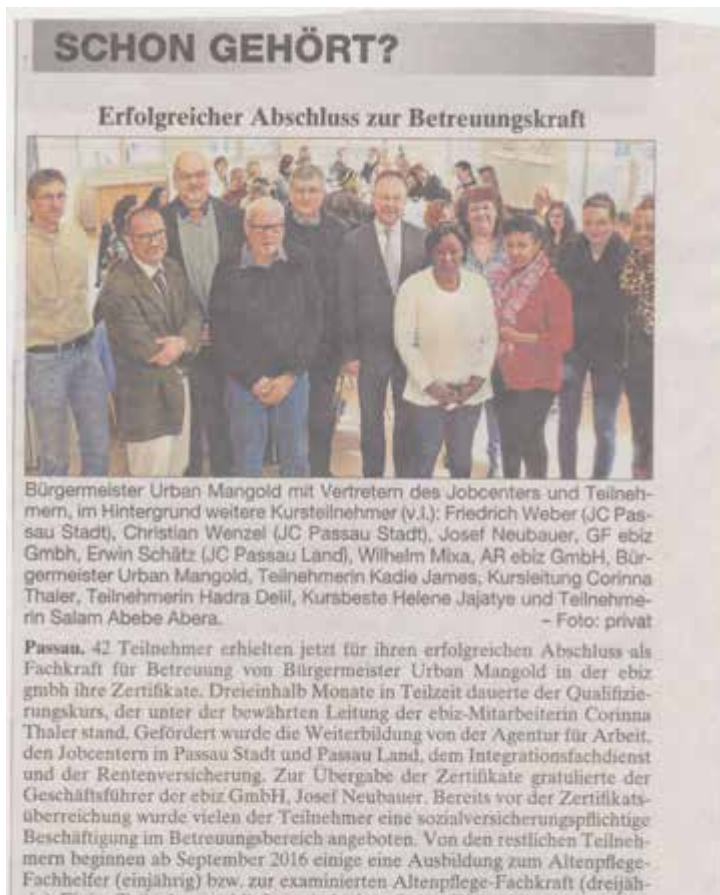 SCHON GEHÖRT?
Erfolgreicher Abschluss zur Betreuungskraft
Bürgermeister Urban Mangold mit Vertretern des Jobcenters und Teilneh-
mern, im Hintergrund weitere Kursteilnehmer (v.l.): Friedrich Weber (JC Pas-
sau Stadt), Christian Wenzel (JC Passau Stadt), Josef Neubauer, GF ebiz
Gmbh, Erwin Schätz (JC Passau Land), Wilhelm Mixa, AR ebiz GmbH, Bür-
germeister Urban Mangold, Teilnehmerin Kadie James, Kursleitung Corinna
Thaler, Teilnehmerin Hadra Delil, Kursbeste Helene Jajatye und Teilnehme-
rin Salam Abebe Abera. – Foto: privat
Passau. 42 Teilnehmer erhielten jetzt für ihren erfolgreichen Abschluss als
Fachkraft für Betreuung von Bürgermeister Urban Mangold in der ebiz
gmbh ihre Zertifikate. Dreieinhalb Monate in Teilzeit dauerte der Qualifizie-
rungskurs, der unter der bewährten Leitung der ebiz-Mitarbeiterin Corinna
Thaler stand. Gefördert wurde die Weiterbildung von der Agentur für Arbeit,
den Jobcentern in Passau Stadt und Passau Land, dem Integrationsfachdienst
und der Rentenversicherung. Zur Übergabe der Zertifikate gratulierte der
Geschäftsführer der ebiz GmbH, Josef Neubauer. Bereits vor der Zertifikats-
überreichung wurde vielen der Teilnehmer eine sozialversicherungspflichtige
Beschäftigung im Betreuungsbereich angeboten. Von den restlichen Teilneh-
mern beginnen ab September 2016 einige eine Ausbildung zum Altenpflege-
Fachhelfer (einjährig) bzw. zur examinierten Altenpflege-Fachkraft (dreijäh-